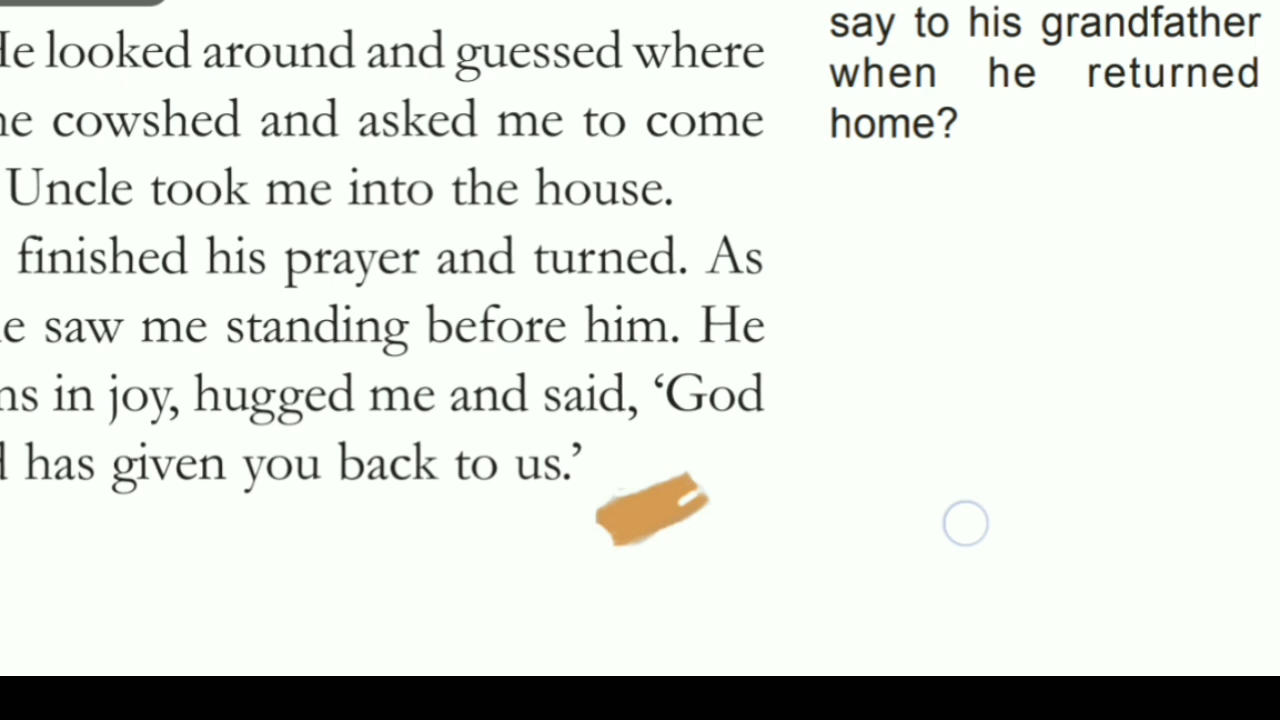 He looked around and guessed where
he cowshed and asked me to come
Uncle took me into the house.
finished his prayer and turned. As
e saw me standing before him. He
ns in joy, hugged me and said, ‘God
d has given you back to us.’
say to his grandfather
when he returned
home?